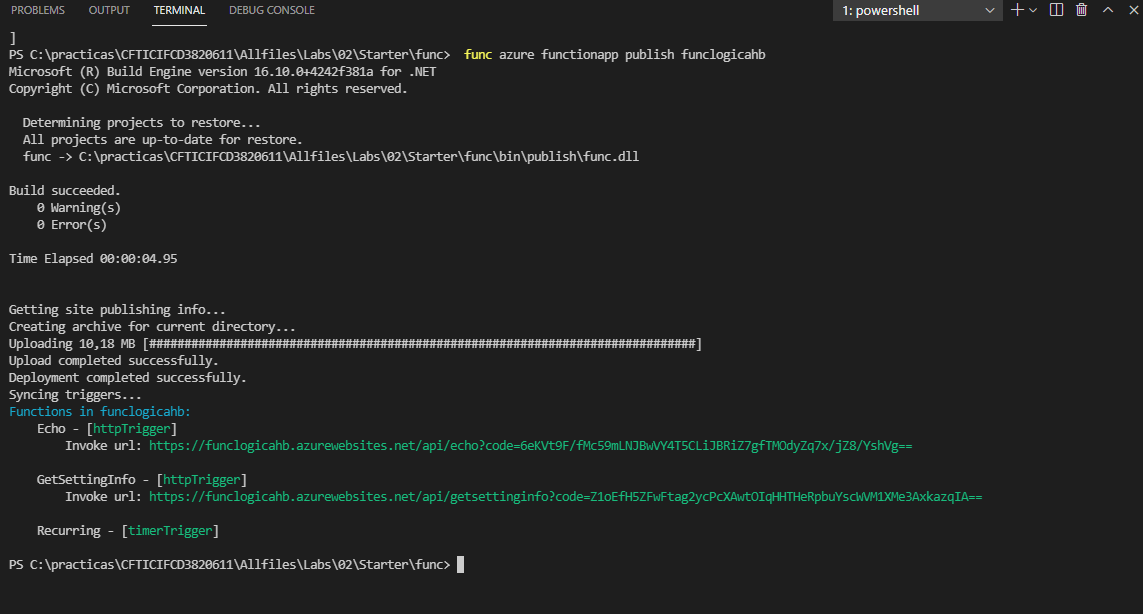 PROBLEMS OUTPUT TERMINAL DEBUG CONSOLE 1: powershell
]
PS C:\practicas\CFTICIFCD3820611\Allfiles\Labs\02\Starter\func> func azure functionapp publish funclogicahb
Microsoft (R) Build Engine version 16.10.0+4242f381a for .NET
Copyright (C) Microsoft Corporation. All rights reserved.
Determining projects to restore...
All projects are up-to-date for restore.
func -> C:\practicas\CFTICIFCD3820611\Allfiles\Labs\02\Starter\func\bin\publish\func.dll
Build succeeded.
0 Warning(s)
0 Error(s)
Time Elapsed 00:00:04.95
Getting site publishing info...
Creating archive for current directory...
Uploading 10,18 MB [##############################################################################]
Upload completed successfully.
Deployment completed successfully.
Syncing triggers...
Functions in funclogicahb:
Echo - [httpTrigger]
Invoke url: https://funclogicahb.azurewebsites.net/api/echo?code=6eKVt9F/fMc59mLNJBwVY4T5CLiJBRiZ7gfTMOdyZq7x/jZ8/YshVg==
GetSettingInfo - [httpTrigger]
Invoke url: https://funclogicahb.azurewebsites.net/api/getsettinginfo?code=Z1oEfH5ZFwFtag2ycPcXAwtOIqHHTHeRpbuYscWVM1XMe3AxkazqIA==
Recurring - [timerTrigger]
PS C:\practicas\CFTICIFCD3820611\Allfiles\Labs\02\Starter\func>